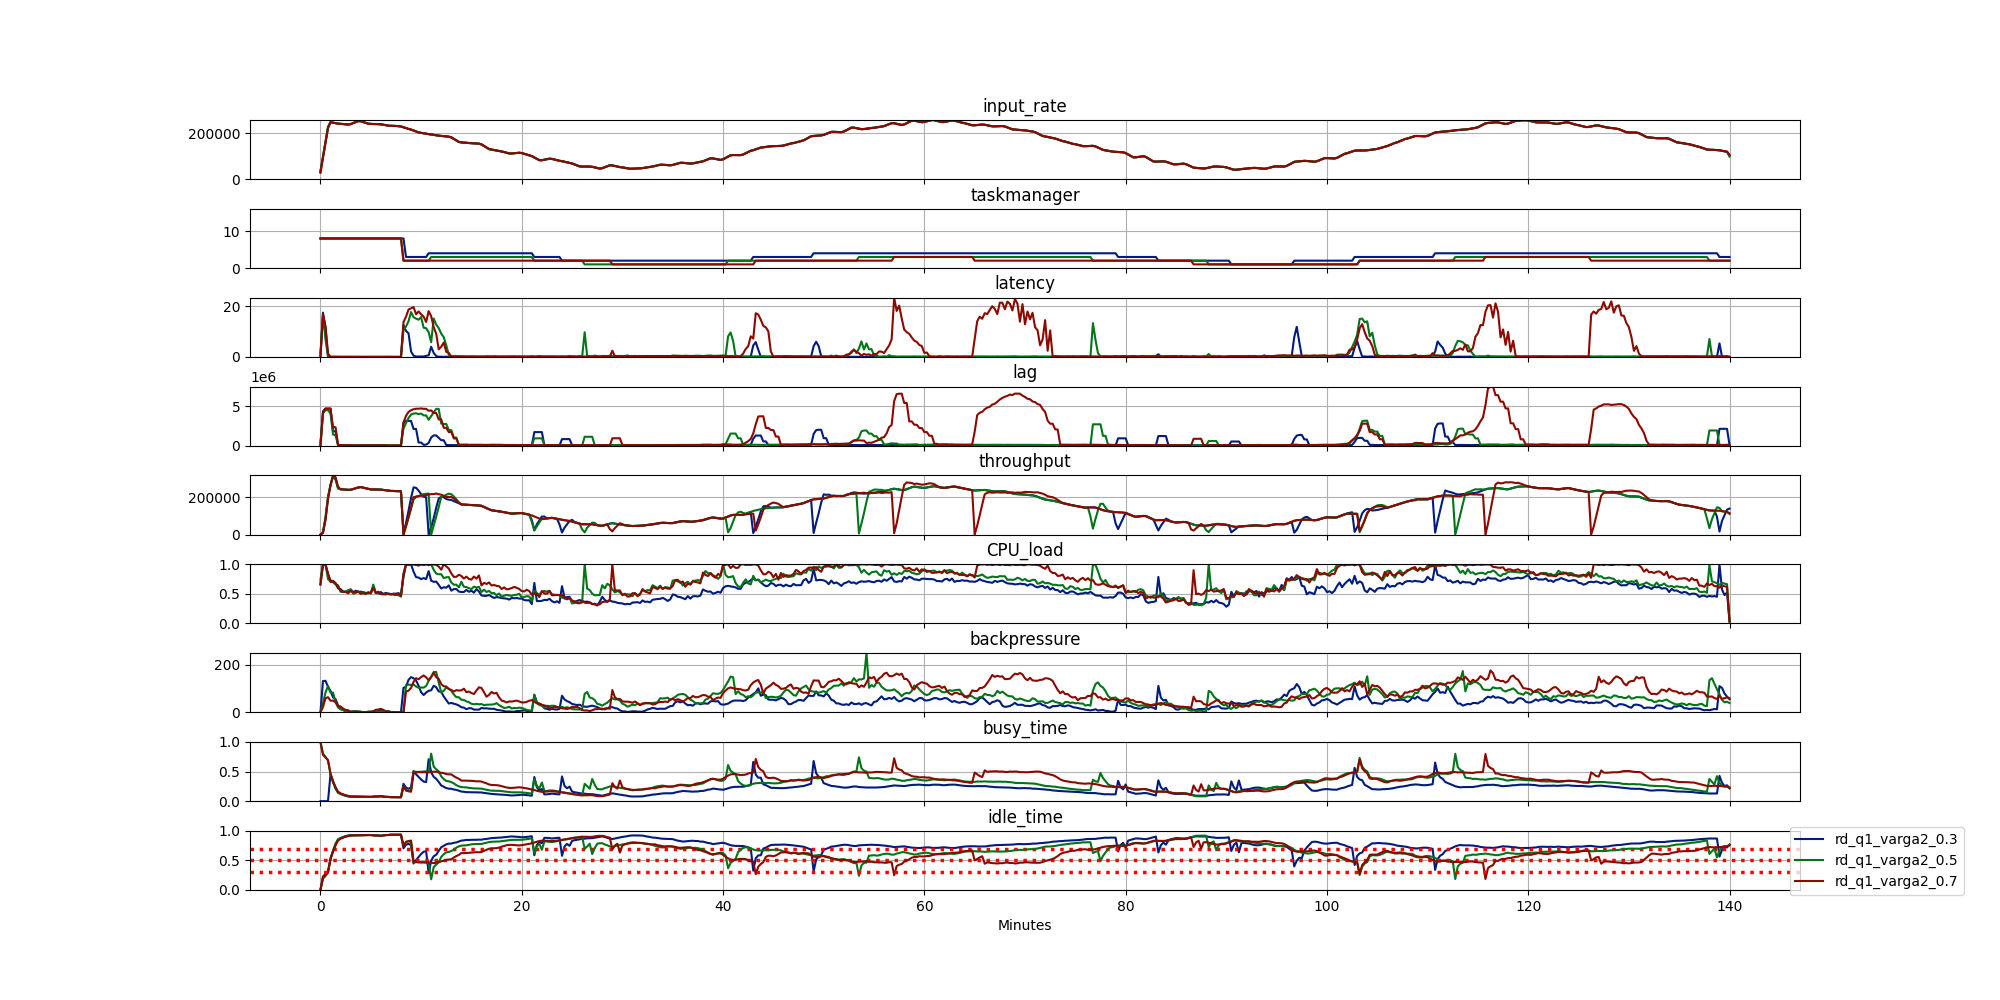 input_rate
200000
0
taskmanager
10
0
latency
20
0
1e6
lag
5
0
throughput
200000
0
CPU_load
1.0
0.5
0.0
backpressure
200
0
busy_time
1.0
0.5
0.0
idle_time
1.0
0.5
0.0
rd_q1_varga2_0.3
rd_q1_varga2_0.5
rd_q1_varga2_0.7
0 20 40 60 80 100 120 140
Minutes